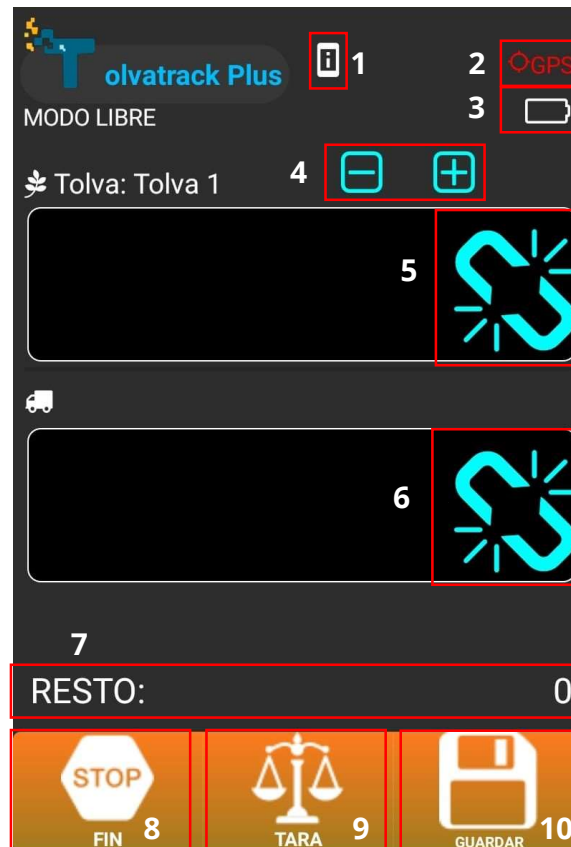 Tolvatrack Plus
1
2
GPS
MODO LIBRE
3
Tolva: Tolva 1
4
5
6
7
RESTO: 0
STOP
FIN
8
TARA
9
GUARDAR
10